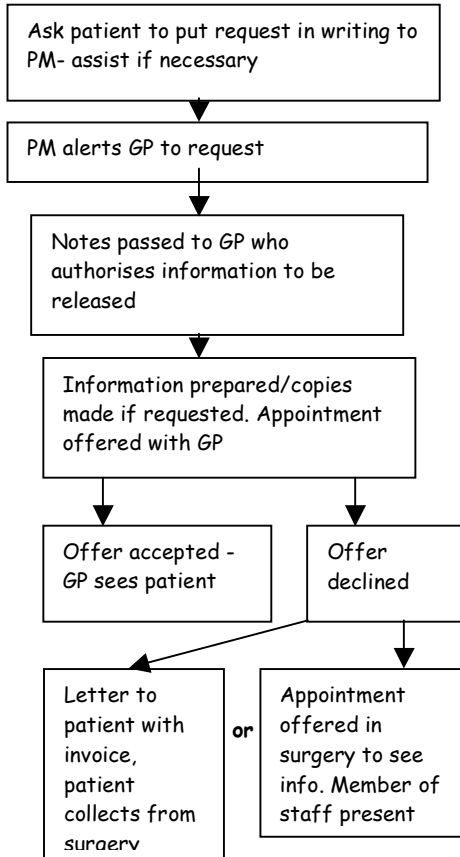 Ask patient to put request in writing to
PM- assist if necessary
PM alerts GP to request
Notes passed to GP who
authorises information to be
released
Information prepared/copies
made if requested. Appointment
offered with GP
Offer accepted -
GP sees patient
Offer
declined
Letter to
patient with
invoice,
patient
collects from
surgery
or
Appointment
offered in
surgery to see
info. Member of
staff present